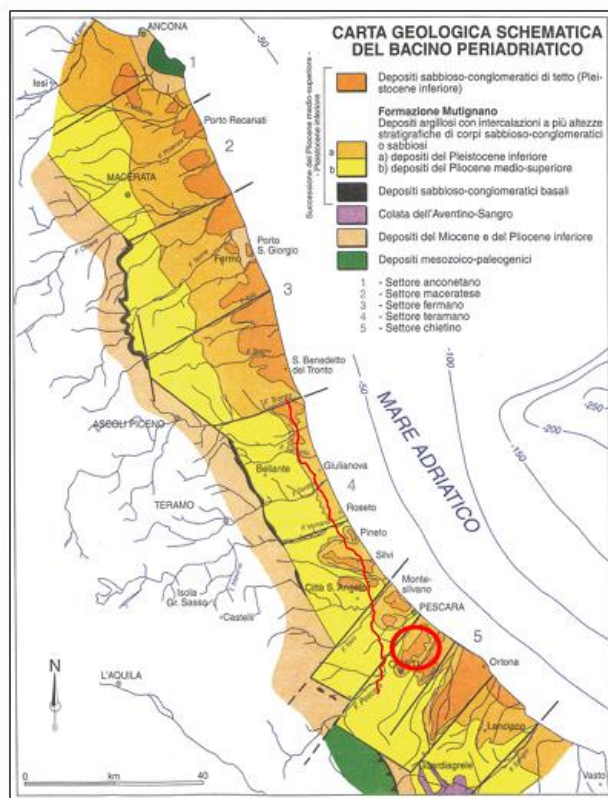 CARTA GEOLOGICA SCHEMATICA
DEL BACINO PERIADRIATICO
Successione del Pliocene medio-superiore -
Pleistocene inferiore
Depositi sabbioso-conglomeratici di tetto (Plei-
stocene inferiore)
Formazione Mutignano
Depositi argillosi con intercalazioni a più altezze
stratigrafiche di corpi sabbioso-conglomeratici
o sabbiosi
a a) depositi del Pleistocene inferiore
b b) depositi del Pliocene medio-superiore
Depositi sabbioso-conglomeratici basali
Colata dell'Aventino-Sangro
Depositi del Miocene e del Pliocene inferiore
Depositi mesozoico-paleogenici
1 - Settore anconetano
2 - Settore maceratese
3 - Settore fermano
4 - Settore teramano
5 - Settore chietino
ANCONA
-50
1
Iesi
Porto Recanati
2
MACERATA
Porto
S. Giorgio
Fermo
3
S. Benedetto
del Tronto
-50
-100
-150
-200
-250
MARE ADRIATICO
ASCOLI PICENO
Bellante
Giulianova
4
TERAMO
Roseto
Pineto
Silvi
Città S. Angelo
Monte-
silvano
Isola
Gr. Sasso
Castelli
PESCARA
5
Ortona
N
L'AQUILA
F. Pescara
Lanciano
Guardiagrele
Vasto
0 km 40